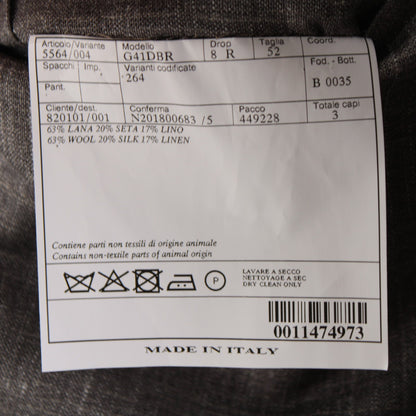 Articolo/Variante Modello Drop Taglia Coord.
5564/004 G41DBR 8 R 52
Spacchi Imp. Varianti codificate Fod. - Bott.
264
Pant. B 0035
Cliente/dest. Conferma Pacco Totale capi
820101/001 N201800683 /5 449228 3
63% LANA 20% SETA 17% LINO
63% WOOL 20% SILK 17% LINEN
Contiene parti non tessili di origine animale
Contains non-textile parts of animal origin
P
LAVARE A SECCO
NETTOYAGE A SEC
DRY CLEAN ONLY
0011474973
MADE IN ITALY